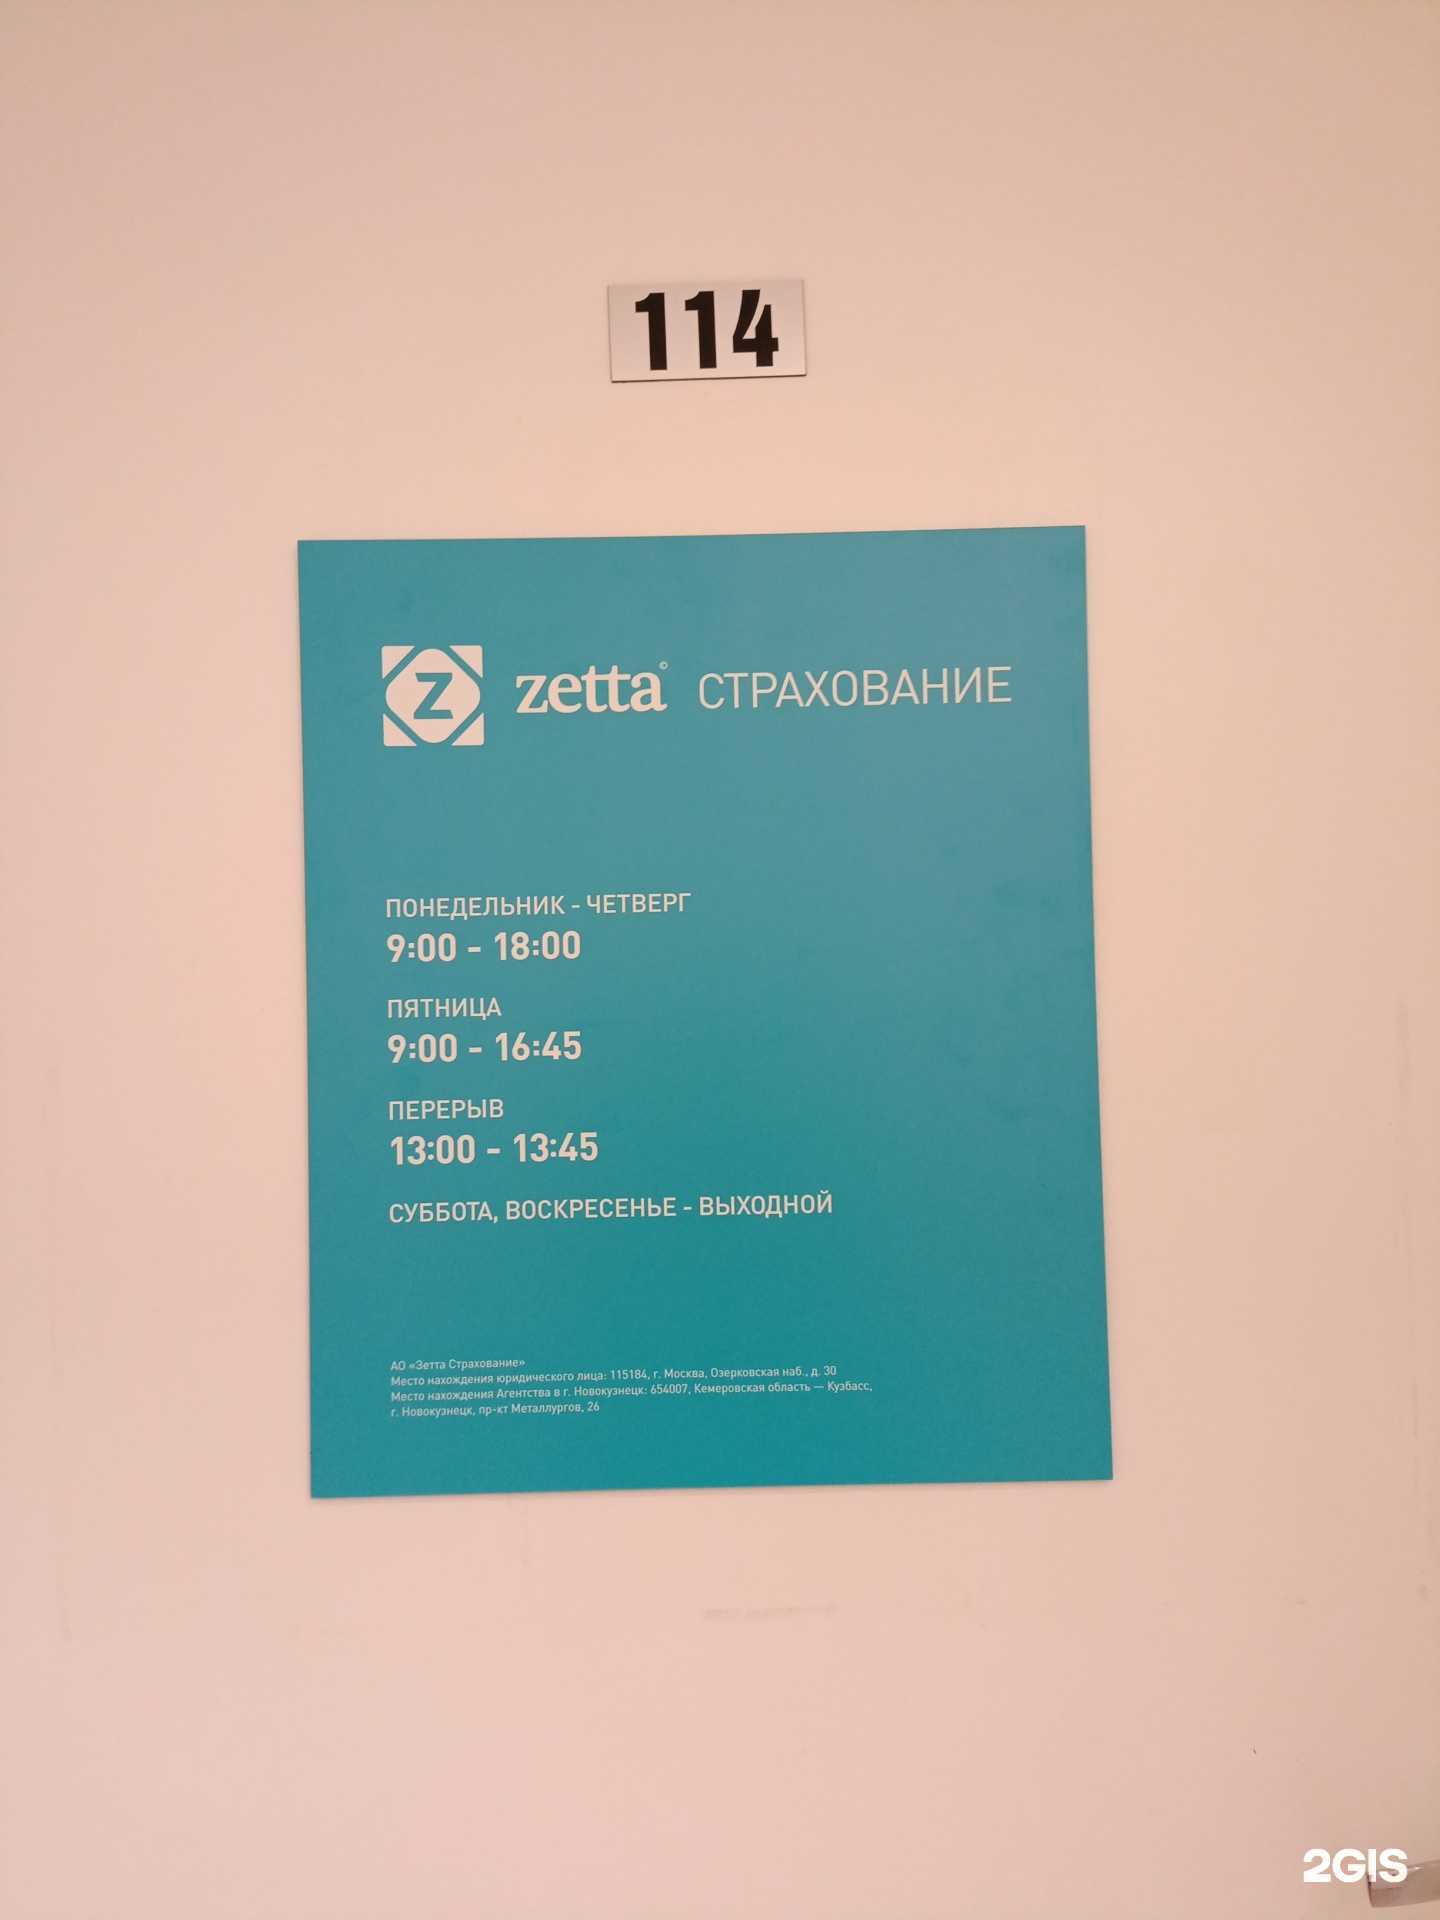 114
Z zetta© СТРАХОВАНИЕ
ПОНЕДЕЛЬНИК - ЧЕТВЕРГ
9:00 - 18:00
ПЯТНИЦА
9:00 - 16:45
ПЕРЕРЫВ
13:00 - 13:45
СУББОТА, ВОСКРЕСЕНЬЕ - ВЫХОДНОЙ
АО «Зетта Страхование»
Место нахождения юридического лица: 115184, г. Москва, Озерковская наб., д. 30
Место нахождения Агентства в г. Новокузнецк: 654007, Кемеровская область — Кузбасс,
г. Новокузнецк, пр-кт Металлургов, 26
2GIS